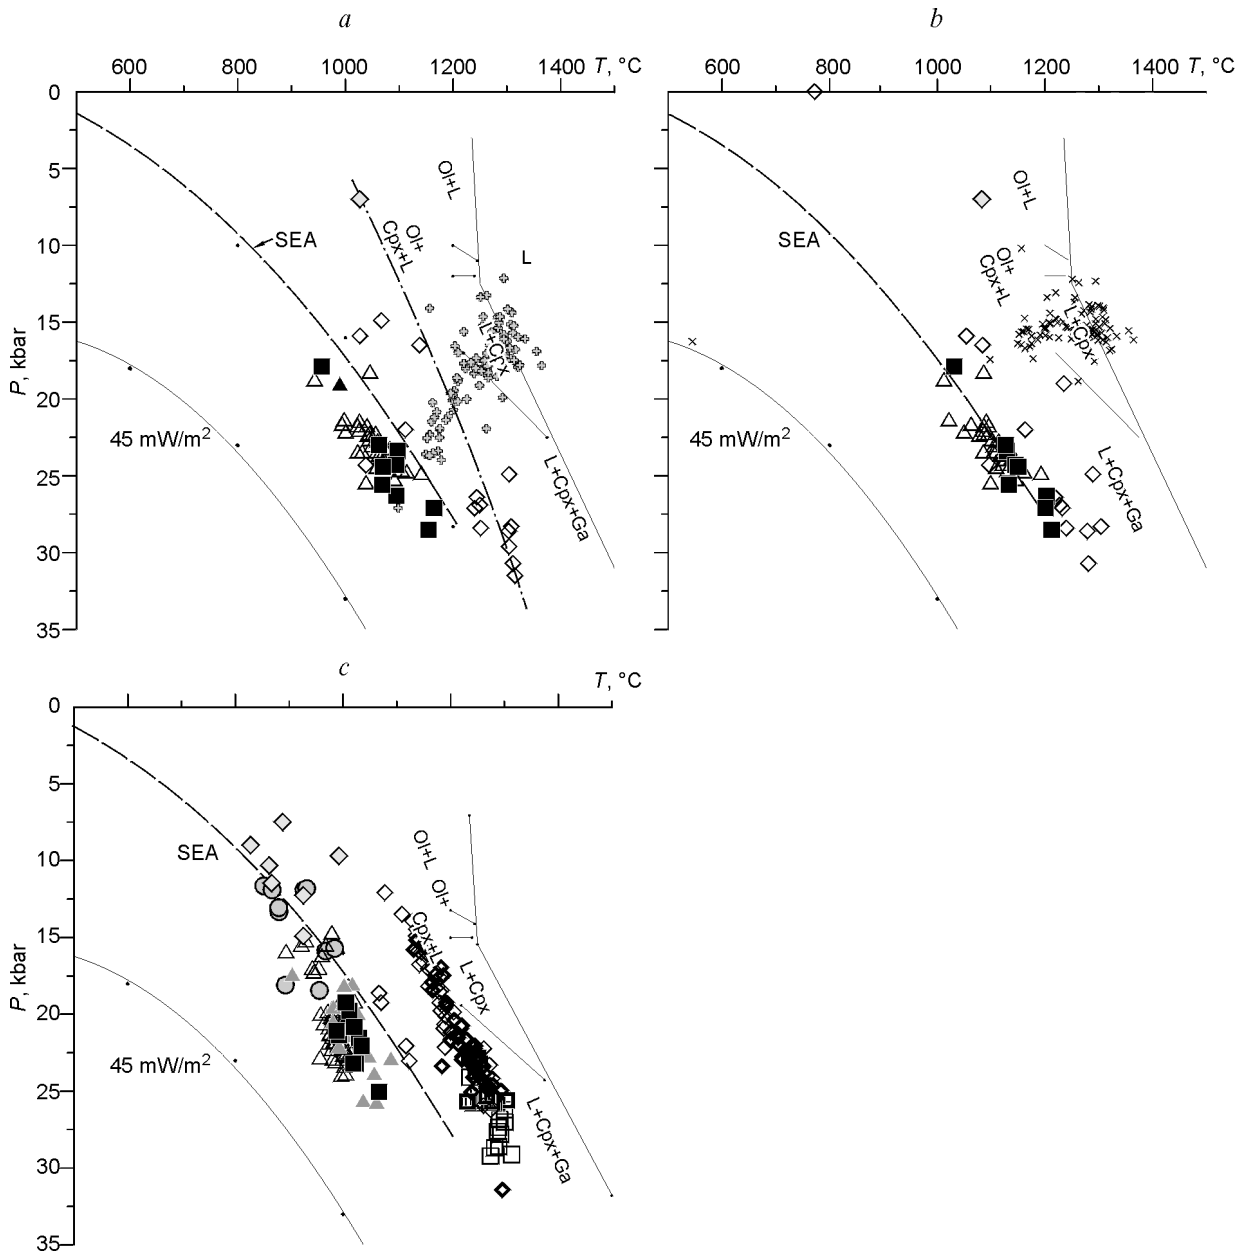 a
600 800 1000 1200 1400 T, °C
0
5
10
15
20
25
30
35
P, kbar
SEA
45 mW/m²
Ol+L
Ol+
Cpx+L
L
L+Cpx
L+Cpx+Ga
b
600 800 1000 1200 1400 T, °C
SEA
45 mW/m²
Ol+L
Ol+
Cpx+L
L+Cpx
L+Cpx+Ga
c
T, °C
0
5
10
15
20
25
30
35
P, kbar
SEA
45 mW/m²
Ol+L
Ol+
Cpx+L
L+Cpx
L+Cpx+Ga